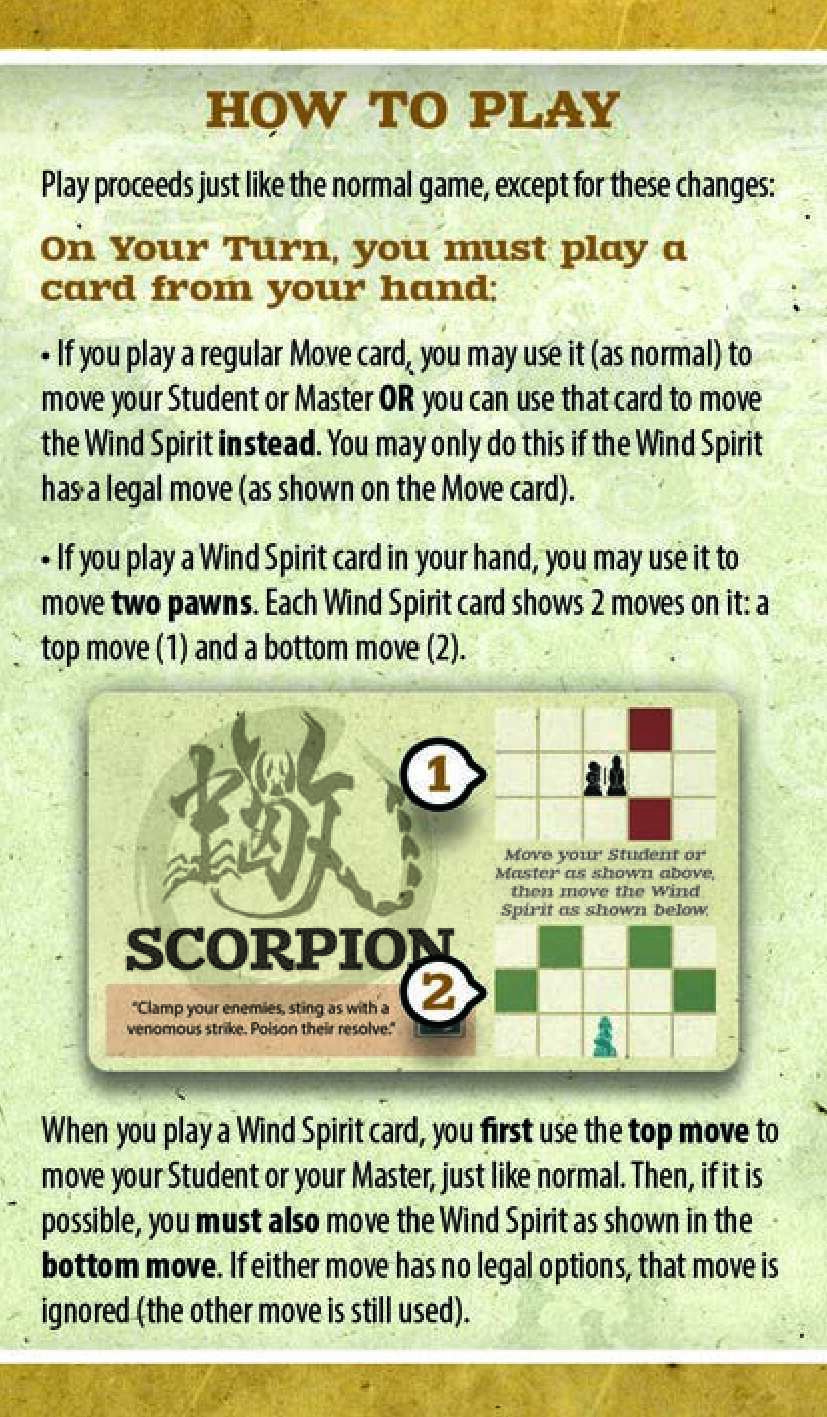 HOW TO PLAY
Play proceeds just like the normal game, except for these changes:
On Your Turn, you must play a
card from your hand:
• If you play a regular Move card, you may use it (as normal) to
move your Student or Master OR you can use that card to move
the Wind Spirit instead. You may only do this if the Wind Spirit
has a legal move (as shown on the Move card).
• If you play a Wind Spirit card in your hand, you may use it to
move two pawns. Each Wind Spirit card shows 2 moves on it: a
top move (1) and a bottom move (2).
1
Move your Student or
Master as shown above,
then move the Wind
Spirit as shown below.
SCORPION
2
"Clamp your enemies, sting as with a
venomous strike. Poison their resolve."
When you play a Wind Spirit card, you first use the top move to
move your Student or your Master, just like normal. Then, if it is
possible, you must also move the Wind Spirit as shown in the
bottom move. If either move has no legal options, that move is
ignored (the other move is still used).